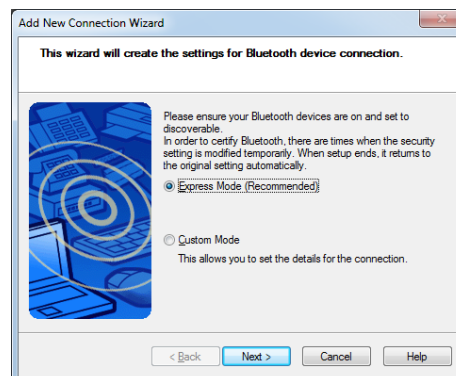 Add New Connection Wizard
This wizard will create the settings for Bluetooth device connection.
Please ensure your Bluetooth devices are on and set to
discoverable.
In order to certify Bluetooth, there are times when the security
setting is modified temporarily. When setup ends, it returns to
the original setting automatically.
Express Mode (Recommended)
Custom Mode
This allows you to set the details for the connection.
< Back Next > Cancel Help